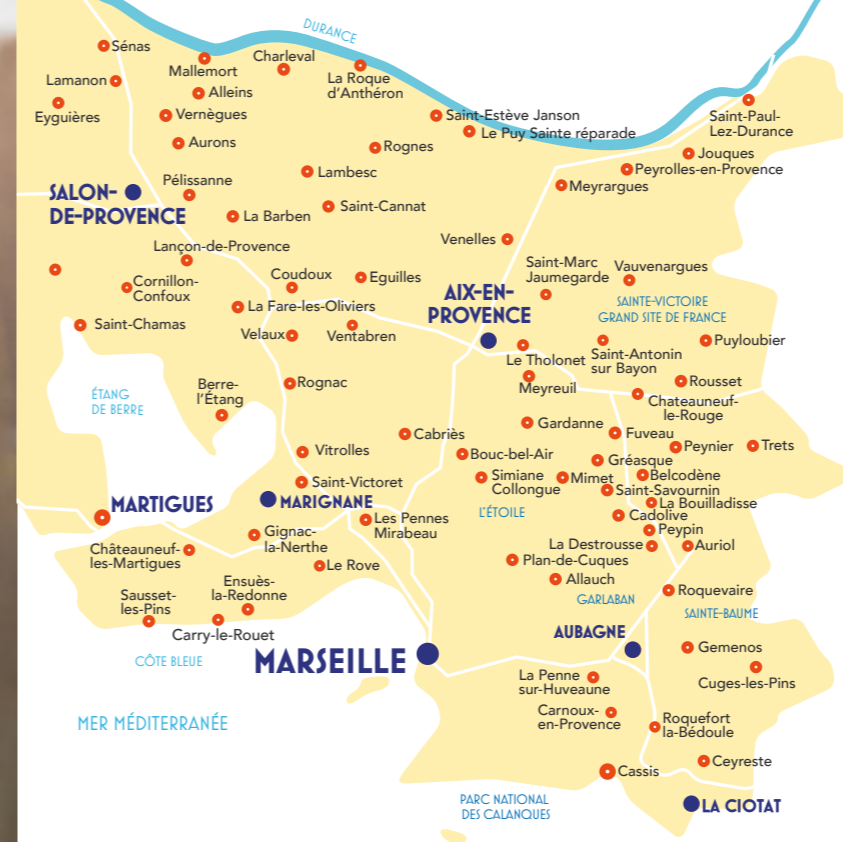 DURANCE
Sénas
Charleval
Mallemort
La Roque
d'Anthéron
Lamanon
Alleins
Eyguières
Vernègues
Saint-Estève Janson
Saint-Paul-
Lez-Durance
Le Puy Sainte réparade
Aurons
Rognes
Jouques
Lambesc
Peyrolles-en-Provence
Pélissanne
Meyrargues
SALON-
DE-PROVENCE
La Barben
Saint-Cannat
Venelles
Lançon-de-Provence
Saint-Marc
Jaumegarde
Vauvenargues
Coudoux
Eguilles
Cornillon-
Confoux
AIX-EN-
PROVENCE
SAINTE-VICTOIRE
GRAND SITE DE FRANCE
La Fare-les-Oliviers
Saint-Chamas
Velaux
Ventabren
Puyloubier
Le Tholonet
Saint-Antonin
sur Bayon
Berre-
l'Étang
Rognac
Meyreuil
Rousset
ÉTANG
DE BERRE
Chateauneuf-
le-Rouge
Gardanne
Cabriès
Fuveau
Vitrolles
Bouc-bel-Air
Peynier
Trets
Gréasque
Saint-Victoret
Simiane
Collongue
Mimet
Belcodène
Saint-Savournin
MARTIGUES
MARIGNANE
La Bouilladisse
L'ÉTOILE
Cadolive
Les Pennes
Mirabeau
Peypin
Gignac-
la-Nerthe
Châteauneuf-
les-Martigues
La Destrousse
Auriol
Plan-de-Cuques
Le Rove
Allauch
Ensuès-
la-Redonne
Sausset-
les-Pins
Roquevaire
GARLABAN
SAINTE-BAUME
Carry-le-Rouet
AUBAGNE
CÔTE BLEUE
MARSEILLE
Gemenos
La Penne
sur-Huveaune
Cuges-les-Pins
Carnoux-
en-Provence
MER MÉDITERRANÉE
Roquefort
la-Bédoule
Cassis
Ceyreste
PARC NATIONAL
DES CALANQUES
LA CIOTAT